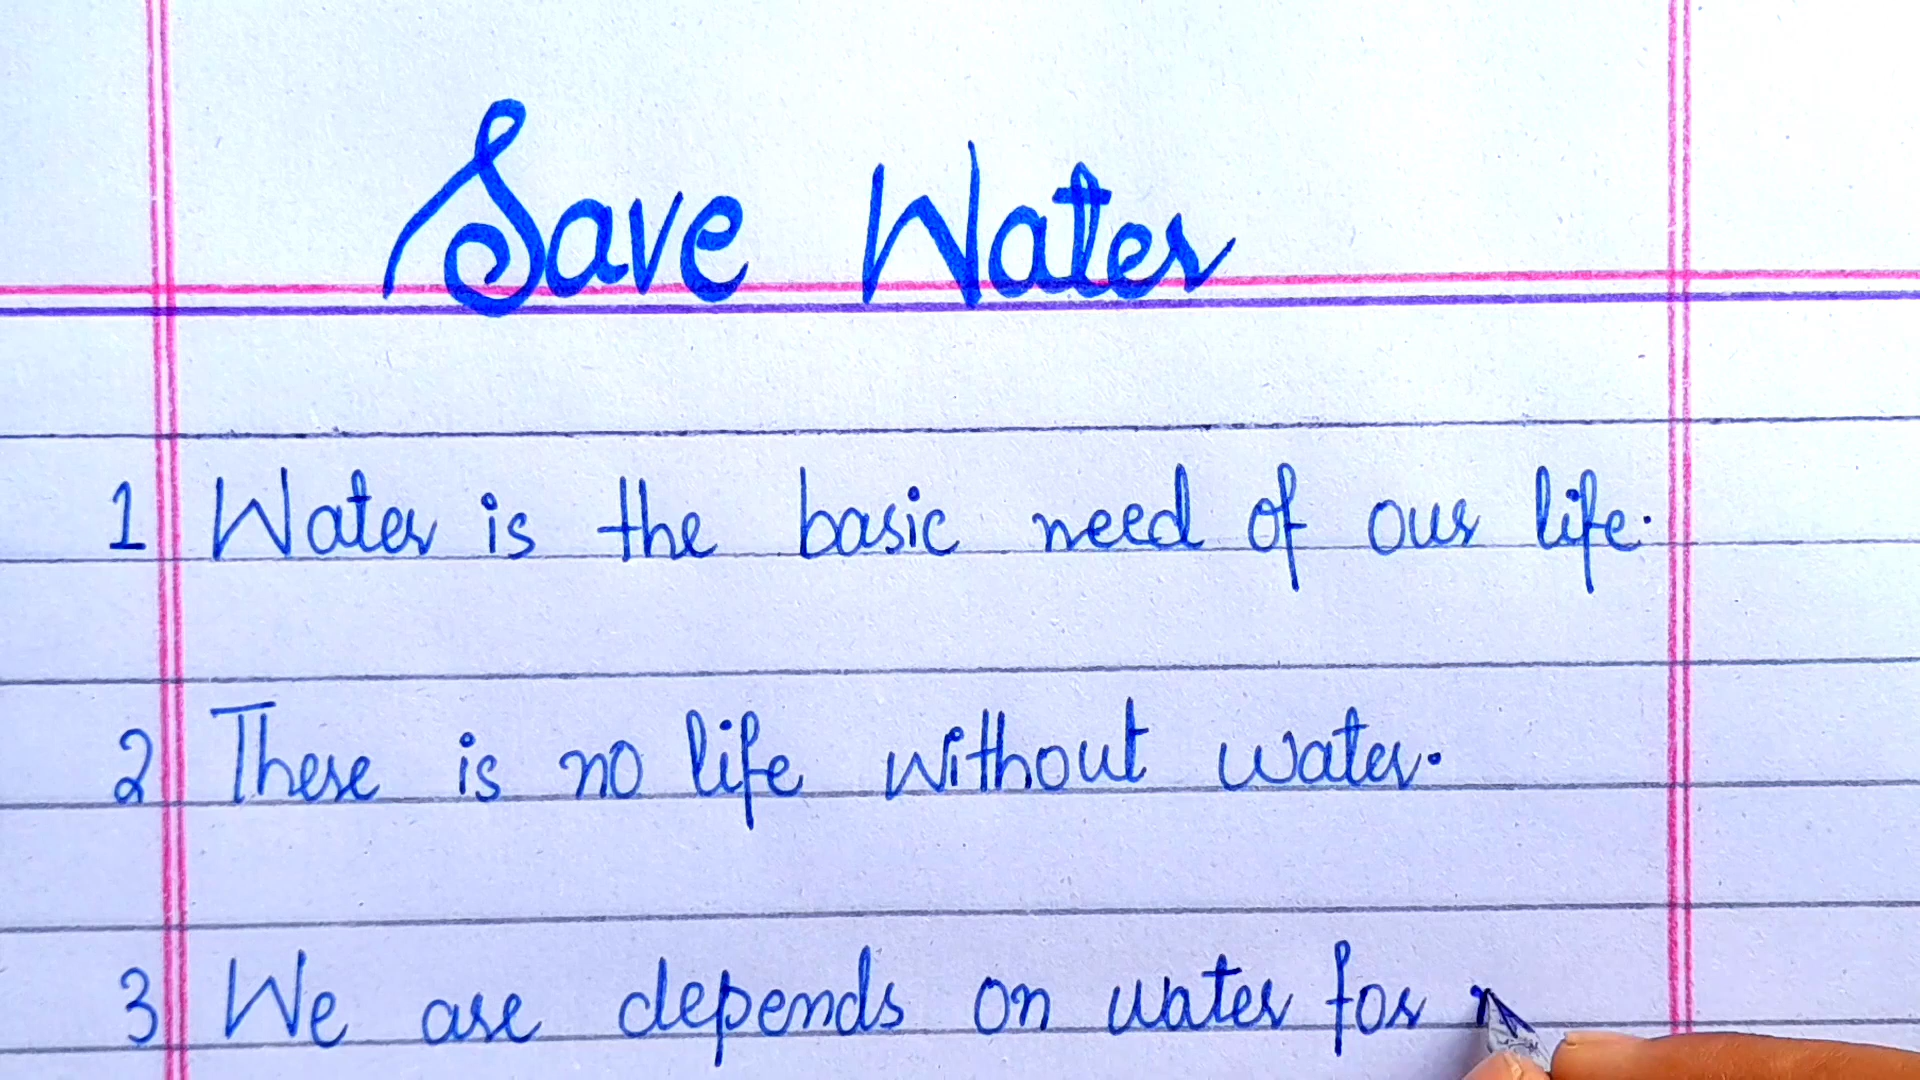 Save Water
1 Water is the basic need of our life.
2 There is no life without water.
3 We are depends on water for